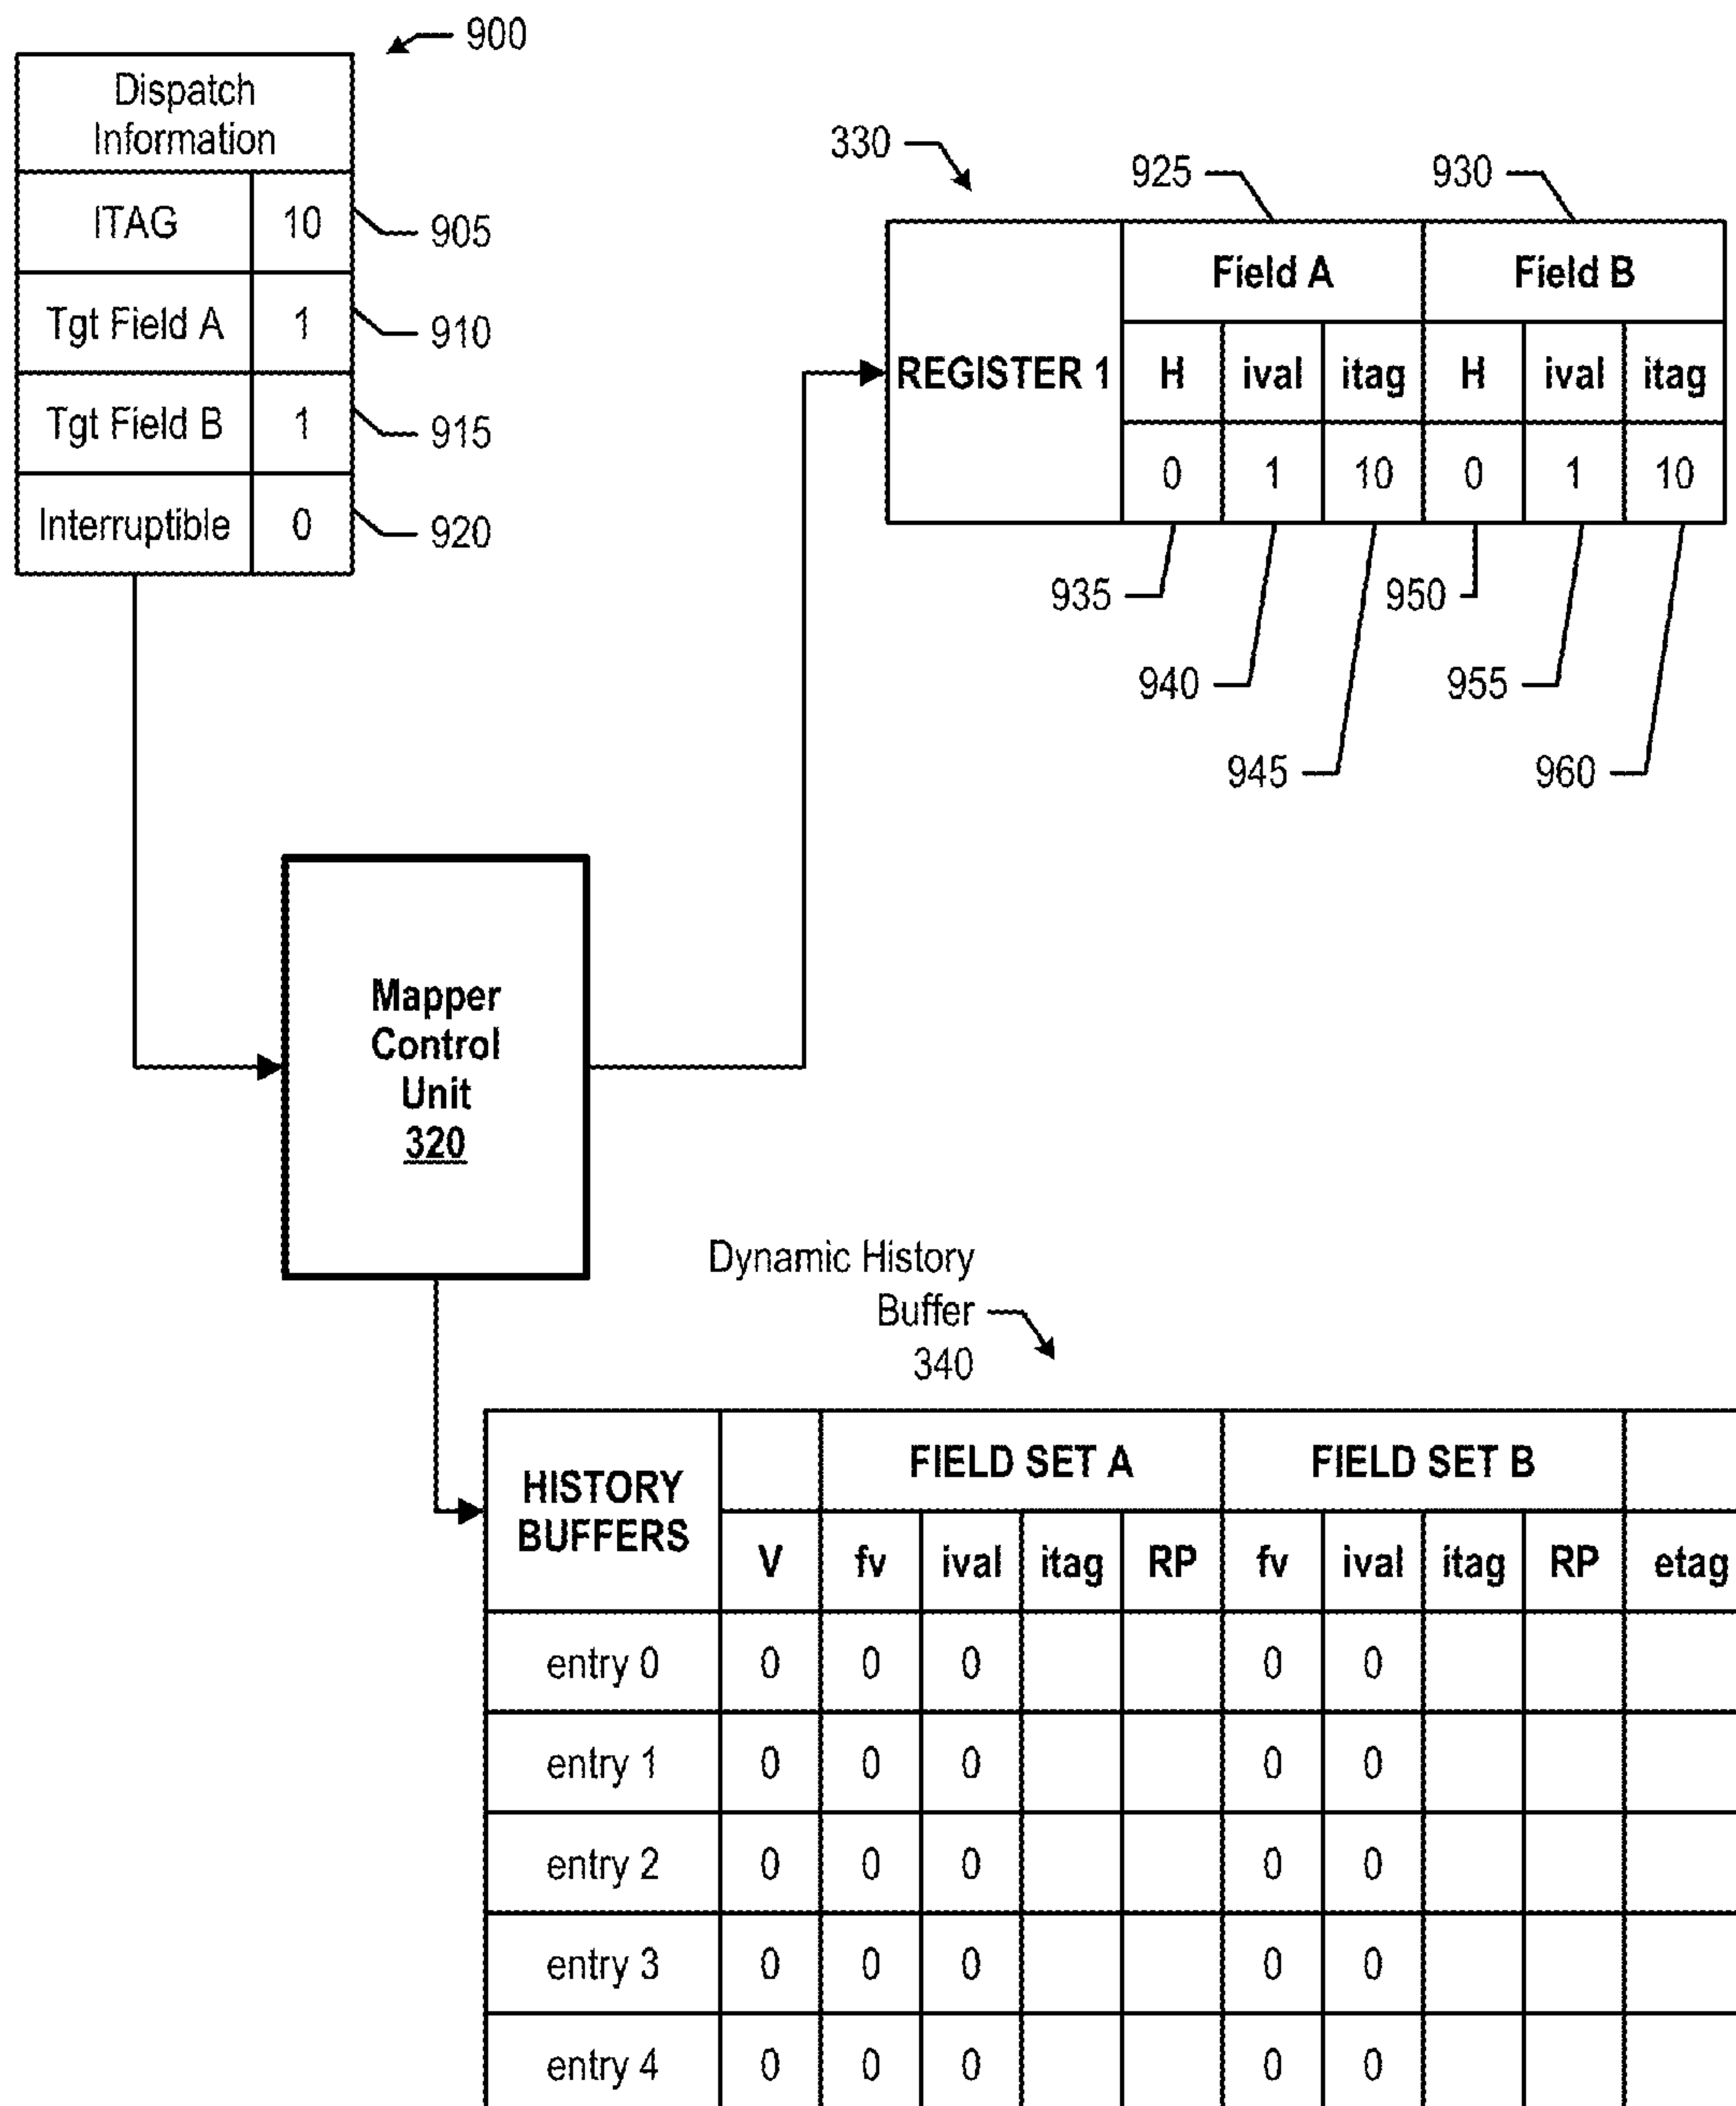 900
Dispatch
Information
ITAG 10
905
Tgt Field A 1
910
Tgt Field B 1
915
Interruptible 0
920
330
925
930
REGISTER 1
Field A Field B
H ival itag H ival itag
0 1 10 0 1 10
935
950
940
955
945
960
Mapper
Control
Unit
320
Dynamic History
Buffer
340
HISTORY
BUFFERS
FIELD SET A FIELD SET B
V fv ival itag RP fv ival itag RP etag
entry 0 0 0 0 0 0
entry 1 0 0 0 0 0
entry 2 0 0 0 0 0
entry 3 0 0 0 0 0
entry 4 0 0 0 0 0